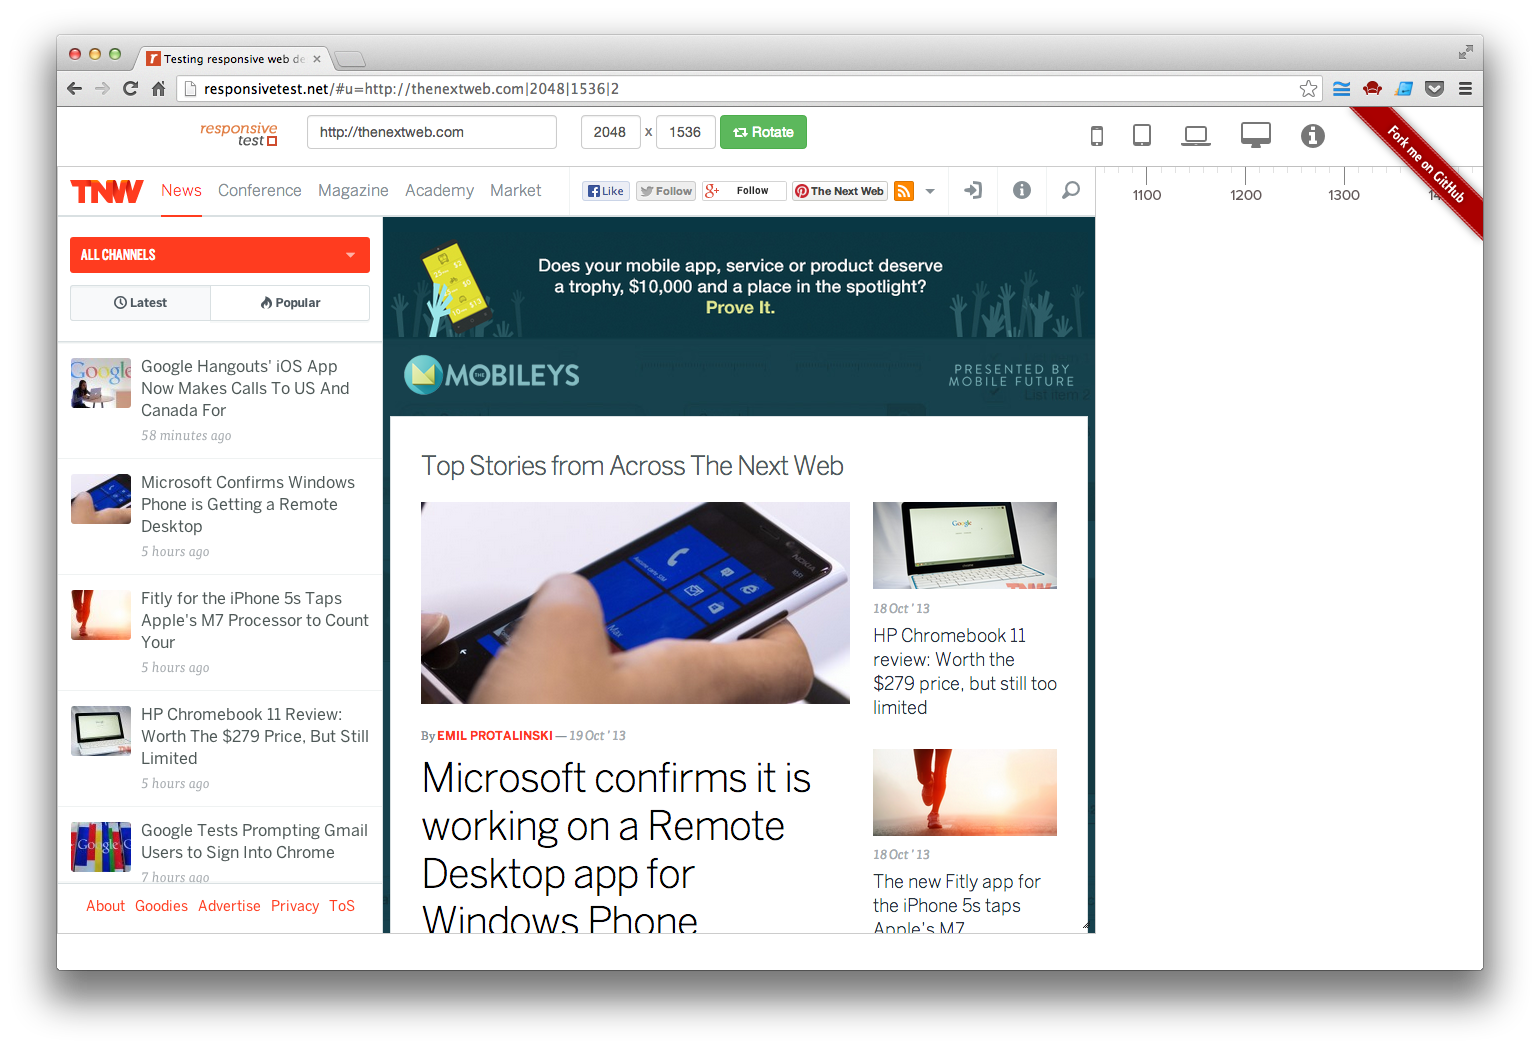 Testing responsive web de
responsivetest.net/#u=http://thenextweb.com|2048|1536|2
responsive
test
http://thenextweb.com
2048 x 1536 Rotate
Fork me on GitHub
TNW News Conference Magazine Academy Market
Like Follow Follow The Next Web
1100 1200 1300
ALL CHANNELS
Latest Popular
Google Hangouts' iOS App
Now Makes Calls To US And
Canada For
58 minutes ago
Microsoft Confirms Windows
Phone is Getting a Remote
Desktop
5 hours ago
Fitly for the iPhone 5s Taps
Apple's M7 Processor to Count
Your
5 hours ago
HP Chromebook 11 Review:
Worth The $279 Price, But Still
Limited
5 hours ago
Google Tests Prompting Gmail
Users to Sign Into Chrome
7 hours ago
About Goodies Advertise Privacy ToS
Does your mobile app, service or product deserve
a trophy, $10,000 and a place in the spotlight?
Prove It.
THE MOBILEYS
PRESENTED BY
MOBILE FUTURE
List Item 2
Top Stories from Across The Next Web
By EMIL PROTALINSKI — 19 Oct ' 13
Microsoft confirms it is
working on a Remote
Desktop app for
Windows Phone
18 Oct ' 13
HP Chromebook 11
review: Worth the
$279 price, but still too
limited
18 Oct ' 13
The new Fitly app for
the iPhone 5s taps
Apple's M7